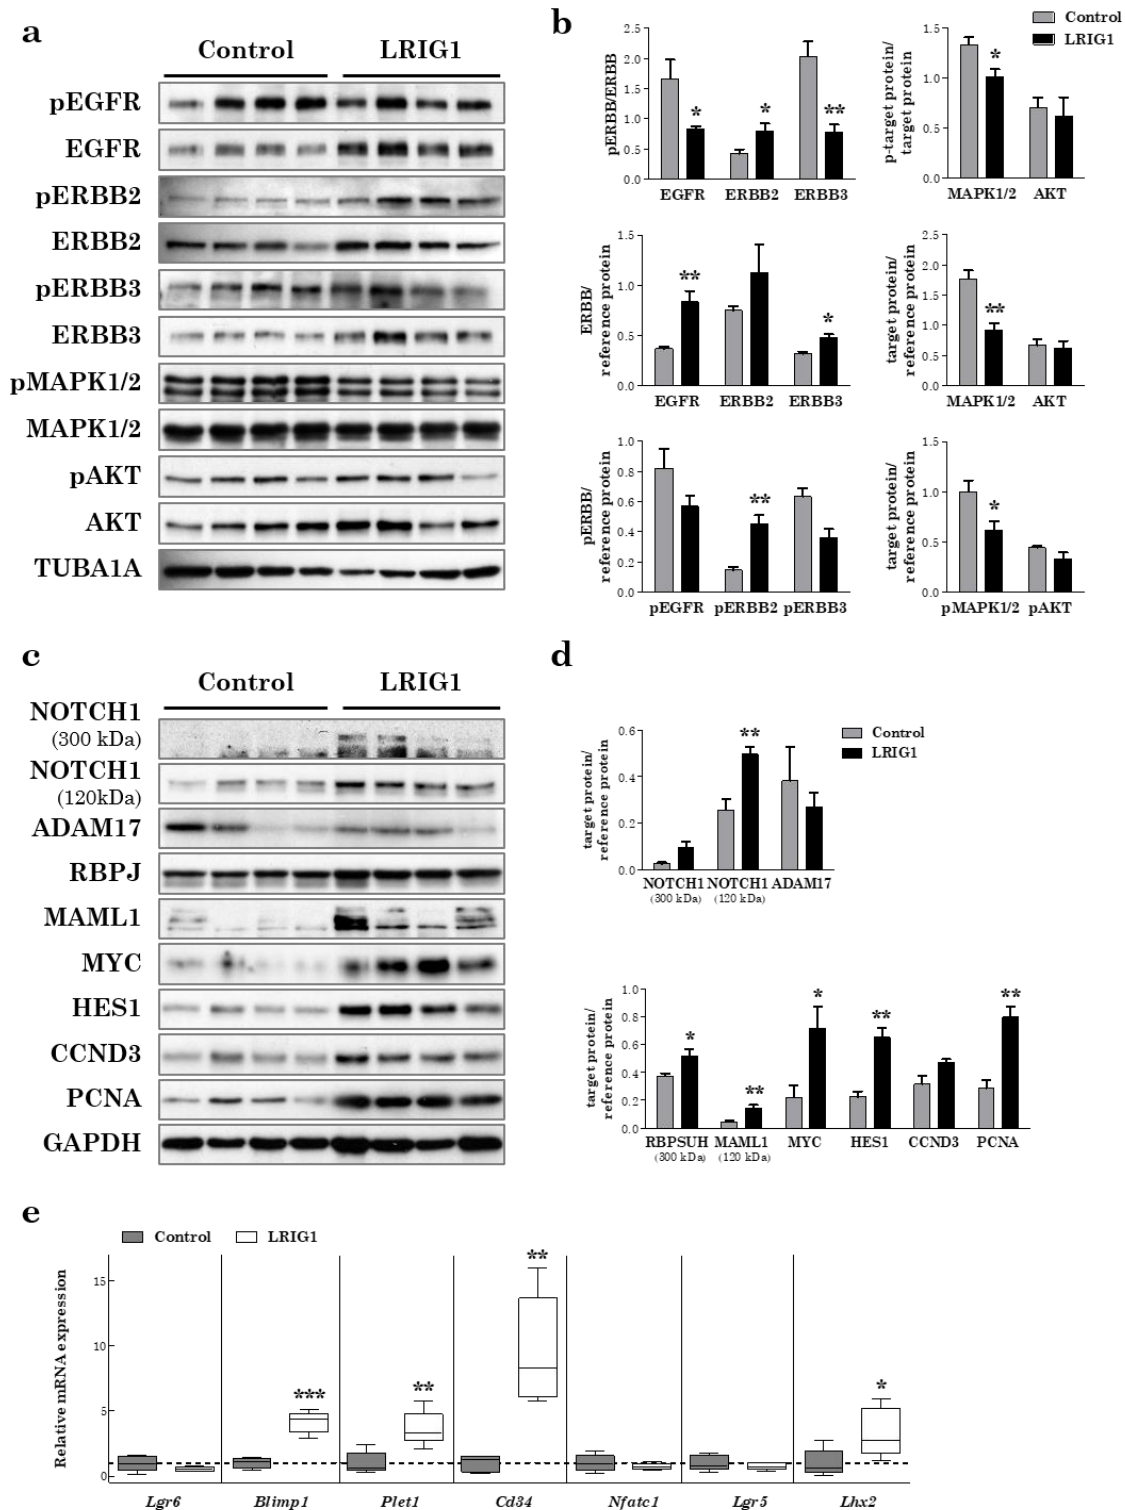 a
Control LRIG1
pEGFR
EGFR
pERBB2
ERBB2
pERBB3
ERBB3
pMAPK1/2
MAPK1/2
pAKT
AKT
TUBA1A
b
Control
LRIG1
pERBB/ERBB
2.5
2.0
1.5
1.0
0.5
0.0
* * **
EGFR ERBB2 ERBB3
p-target protein/
target protein
1.5
1.0
0.5
0.0
*
MAPK1/2 AKT
ERBB/
reference protein
1.5
1.0
0.5
0.0
** *
EGFR ERBB2 ERBB3
target protein/
reference protein
2.5
2.0
1.5
1.0
0.5
0.0
**
MAPK1/2 AKT
pERBB/
reference protein
1.0
0.8
0.6
0.4
0.2
0.0
**
pEGFR pERBB2 pERBB3
target protein/
reference protein
1.5
1.0
0.5
0.0
*
pMAPK1/2 pAKT
c
Control LRIG1
NOTCH1
(300 kDa)
NOTCH1
(120kDa)
ADAM17
RBPJ
MAML1
MYC
HES1
CCND3
PCNA
GAPDH
d
Control
LRIG1
target protein/
reference protein
0.6
0.4
0.2
0.0
**
NOTCH1 NOTCH1 ADAM17
(300 kDa) (120 kDa)
target protein/
reference protein
1.0
0.8
0.6
0.4
0.2
0.0
* ** * ** **
RBPSUH MAML1 MYC HES1 CCND3 PCNA
(300 kDa) (120 kDa)
e
Control LRIG1
Relative mRNA expression
15
10
5
0
*** ** ** *
Lgr6 Blimp1 Plet1 Cd34 Nfatc1 Lgr5 Lhx2